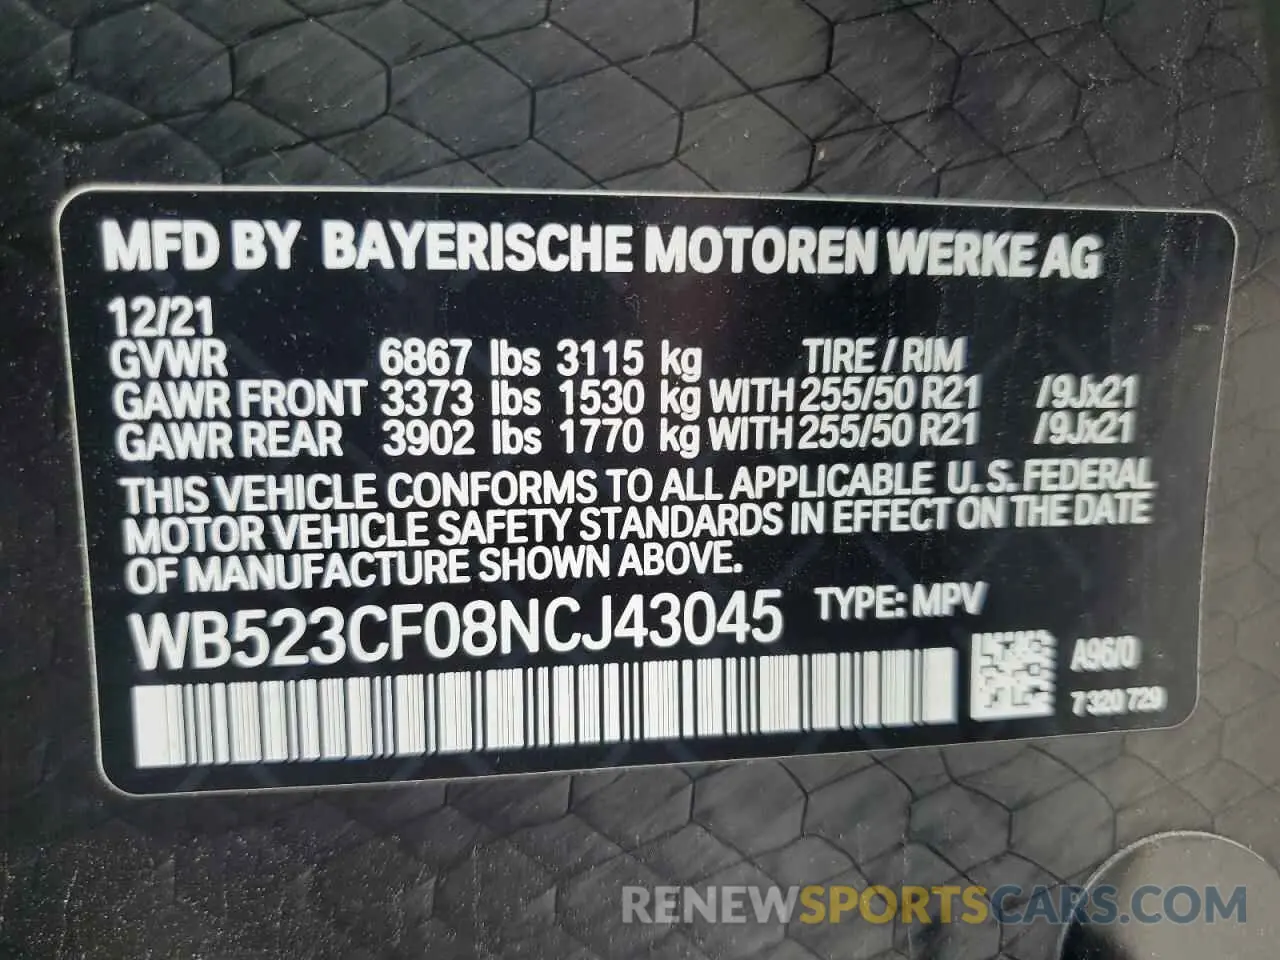 MFD BY BAYERISCHE MOTOREN WERKE AG
12/21
GVWR 6867 lbs 3115 kg TIRE / RIM
GAWR FRONT 3373 lbs 1530 kg WITH 255/50 R21 /9Jx21
GAWR REAR 3902 lbs 1770 kg WITH 255/50 R21 /9Jx21
THIS VEHICLE CONFORMS TO ALL APPLICABLE U.S. FEDERAL
MOTOR VEHICLE SAFETY STANDARDS IN EFFECT ON THE DATE
OF MANUFACTURE SHOWN ABOVE.
WB523CF08NCJ43045 TYPE: MPV
A96/0
7 320 729
RENEWSPORTSCARS.COM